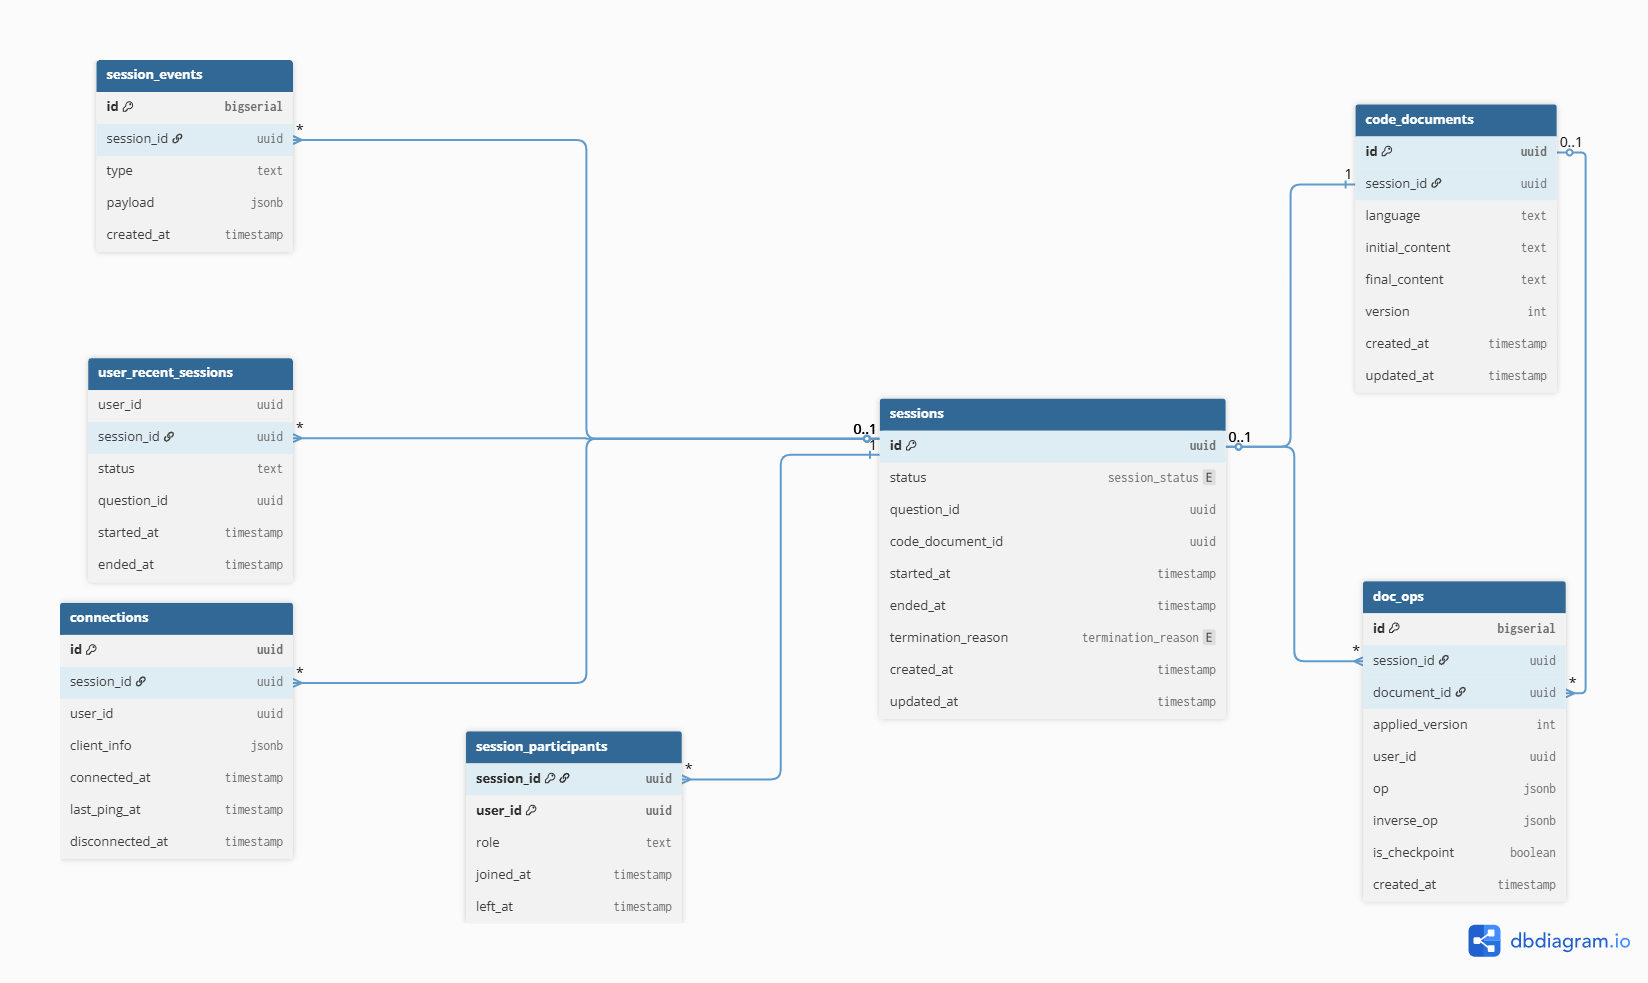 session_events
id bigserial
session_id uuid
type text
payload jsonb
created_at timestamp
*
user_recent_sessions
user_id uuid
session_id uuid
status text
question_id uuid
started_at timestamp
ended_at timestamp
*
connections
id uuid
session_id uuid
user_id uuid
client_info jsonb
connected_at timestamp
last_ping_at timestamp
disconnected_at timestamp
*
session_participants
session_id uuid
user_id uuid
role text
joined_at timestamp
left_at timestamp
*
0..1
1
sessions
id uuid
status session_status E
question_id uuid
code_document_id uuid
started_at timestamp
ended_at timestamp
termination_reason termination_reason E
created_at timestamp
updated_at timestamp
0..1
1
code_documents
id uuid
session_id uuid
language text
initial_content text
final_content text
version int
created_at timestamp
updated_at timestamp
0..1
*
doc_ops
id bigserial
session_id uuid
document_id uuid
applied_version int
user_id uuid
op jsonb
inverse_op jsonb
is_checkpoint boolean
created_at timestamp
*
dbdiagram.io